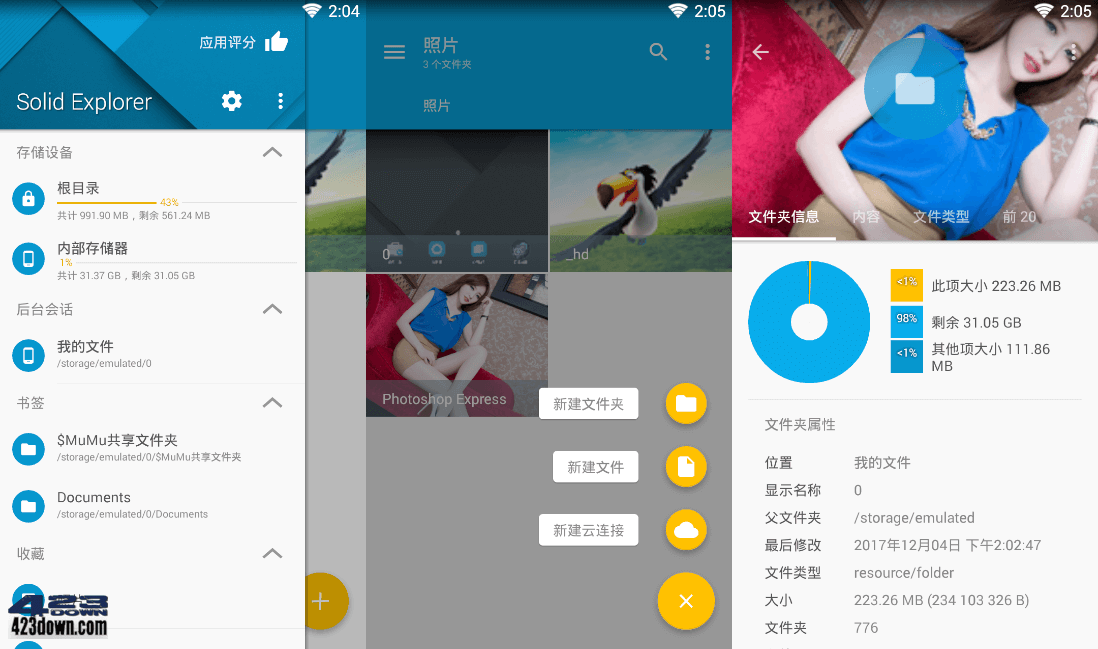 2:04
应用评分
Solid Explorer
存储设备
根目录
43%
共计 991.90 MB，剩余 561.24 MB
内部存储器
1%
共计 31.37 GB，剩余 31.05 GB
后台会话
我的文件
/storage/emulated/0
书签
$MuMu共享文件夹
/storage/emulated/0/$MuMu共享文件夹
Documents
/storage/emulated/0/Documents
收藏
423
DOWN
423down.com
2:05
照片
3 个文件夹
照片
0
_hd
Photoshop Express
新建文件夹
新建文件
新建云连接
2:05
文件夹信息 内容 文件类型 前 20
<1% 此项大小 223.26 MB
98% 剩余 31.05 GB
<1% 其他项大小 111.86
MB
文件夹属性
位置 我的文件
显示名称 0
父文件夹 /storage/emulated
最后修改 2017年12月04日 下午2:02:47
文件类型 resource/folder
大小 223.26 MB (234 103 326 B)
文件夹 776